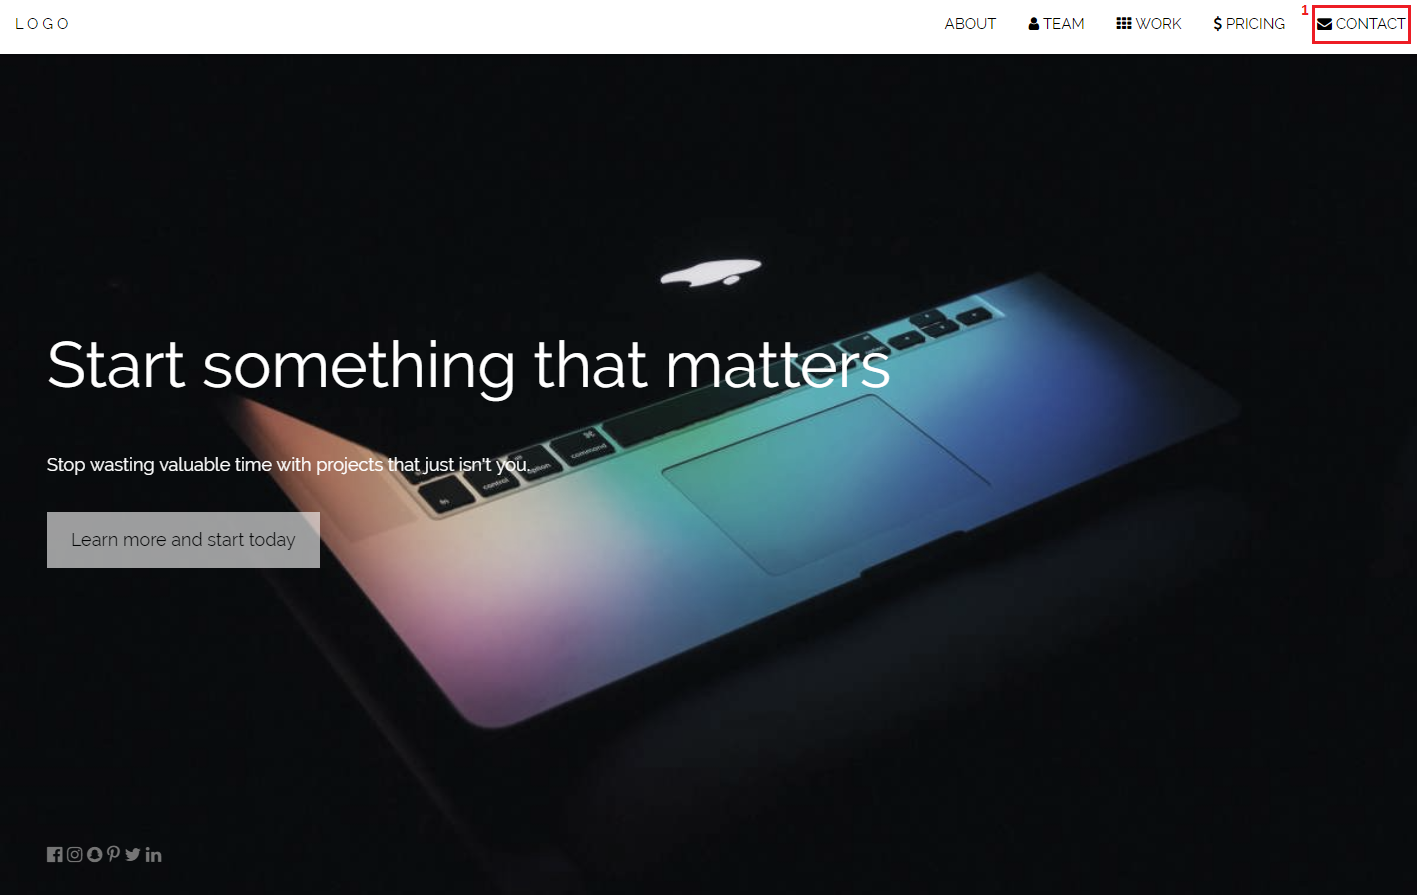 LOGO
ABOUT
TEAM
WORK
PRICING
1
CONTACT
Start something that matters
Stop wasting valuable time with projects that just isn't you.
Learn more and start today
fn
control
option
command